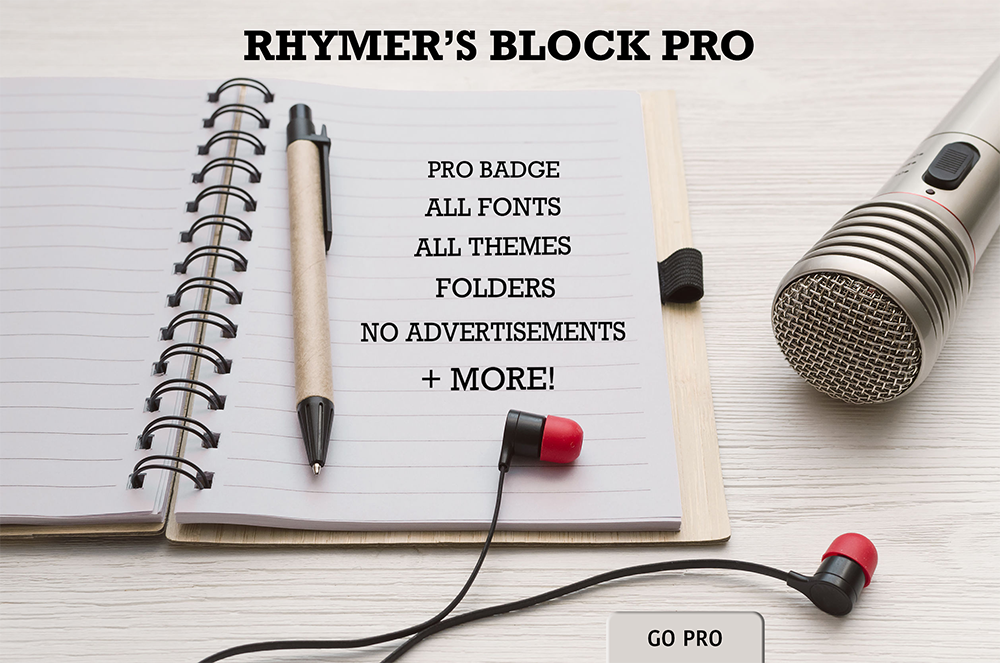 RHYMER'S BLOCK PRO
PRO BADGE
ALL FONTS
ALL THEMES
FOLDERS
NO ADVERTISEMENTS
+ MORE!
GO PRO